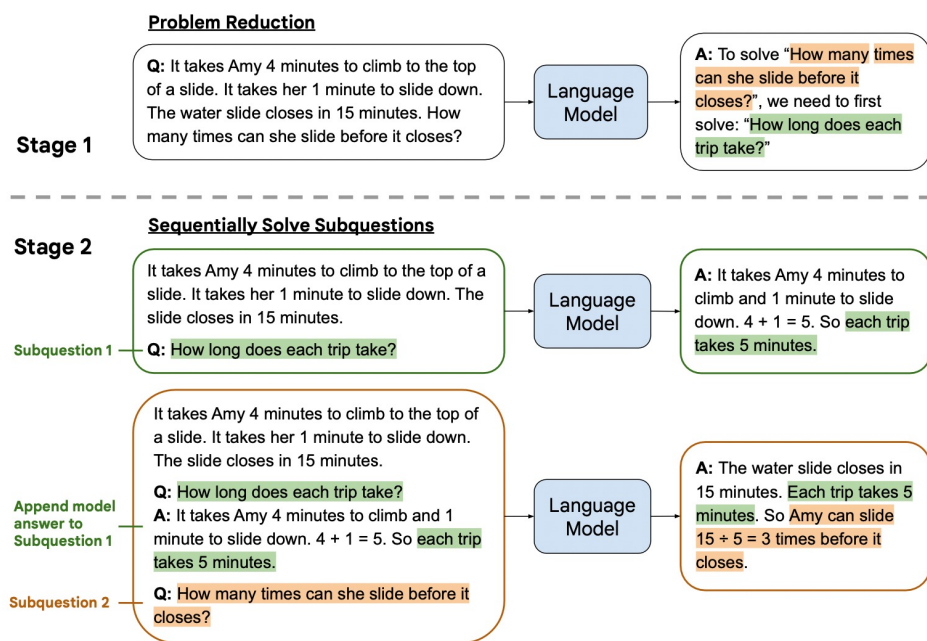 Problem Reduction
Stage 1
Q: It takes Amy 4 minutes to climb to the top
of a slide. It takes her 1 minute to slide down.
The water slide closes in 15 minutes. How
many times can she slide before it closes?
Language
Model
A: To solve “How many times
can she slide before it
closes?”, we need to first
solve: “How long does each
trip take?”
Stage 2
Sequentially Solve Subquestions
It takes Amy 4 minutes to climb to the top of a
slide. It takes her 1 minute to slide down. The
slide closes in 15 minutes.
Subquestion 1
Q: How long does each trip take?
Language
Model
A: It takes Amy 4 minutes to
climb and 1 minute to slide
down. 4 + 1 = 5. So each trip
takes 5 minutes.
It takes Amy 4 minutes to climb to the top of
a slide. It takes her 1 minute to slide down.
The slide closes in 15 minutes.
Append model
answer to
Subquestion 1
Q: How long does each trip take?
A: It takes Amy 4 minutes to climb and 1
minute to slide down. 4 + 1 = 5. So each trip
takes 5 minutes.
Subquestion 2
Q: How many times can she slide before it
closes?
Language
Model
A: The water slide closes in
15 minutes. Each trip takes 5
minutes. So Amy can slide
15 ÷ 5 = 3 times before it
closes.